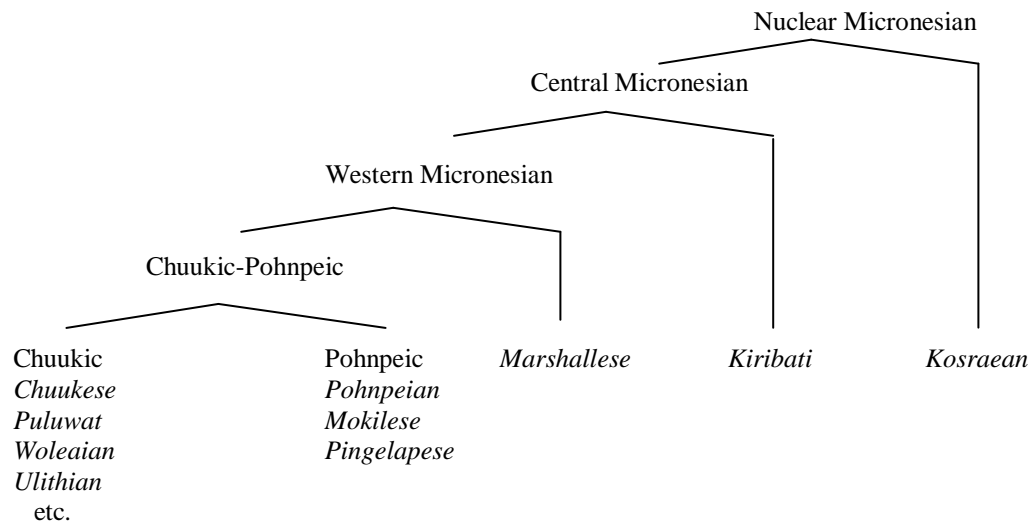 Nuclear Micronesian
Central Micronesian
Western Micronesian
Chuukic-Pohnpeic
Chuukic Pohnpeic Marshallese Kiribati Kosraean
Chuukese Pohnpeian
Puluwat Mokilese
Woleaian Pingelapese
Ulithian
etc.